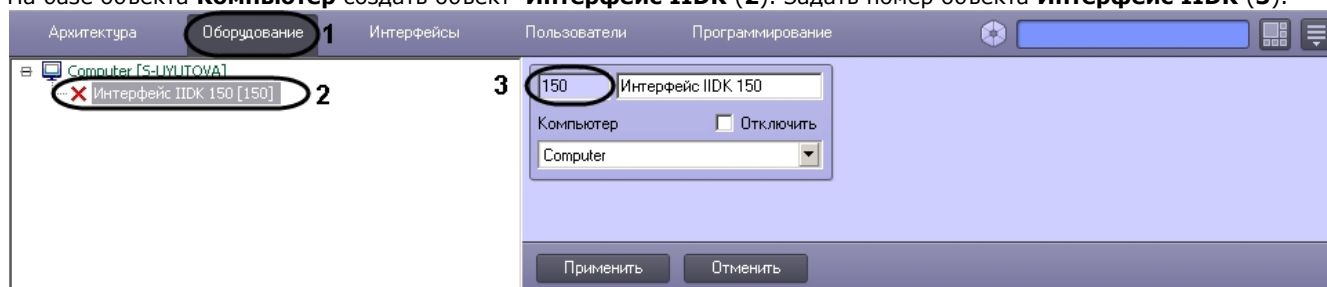 На базе объекта Компьютер создать объект Интерфейс IIDK (2). Задать номер объекта Интерфейс IIDK (3).
Архитектура Оборудование 1 Интерфейсы Пользователи Программирование
Computer [S-UYUTOVA]
Интерфейс IIDK 150 [150] 2
3 150 Интерфейс IIDK 150
Компьютер Отключить
Computer
Применить Отменить